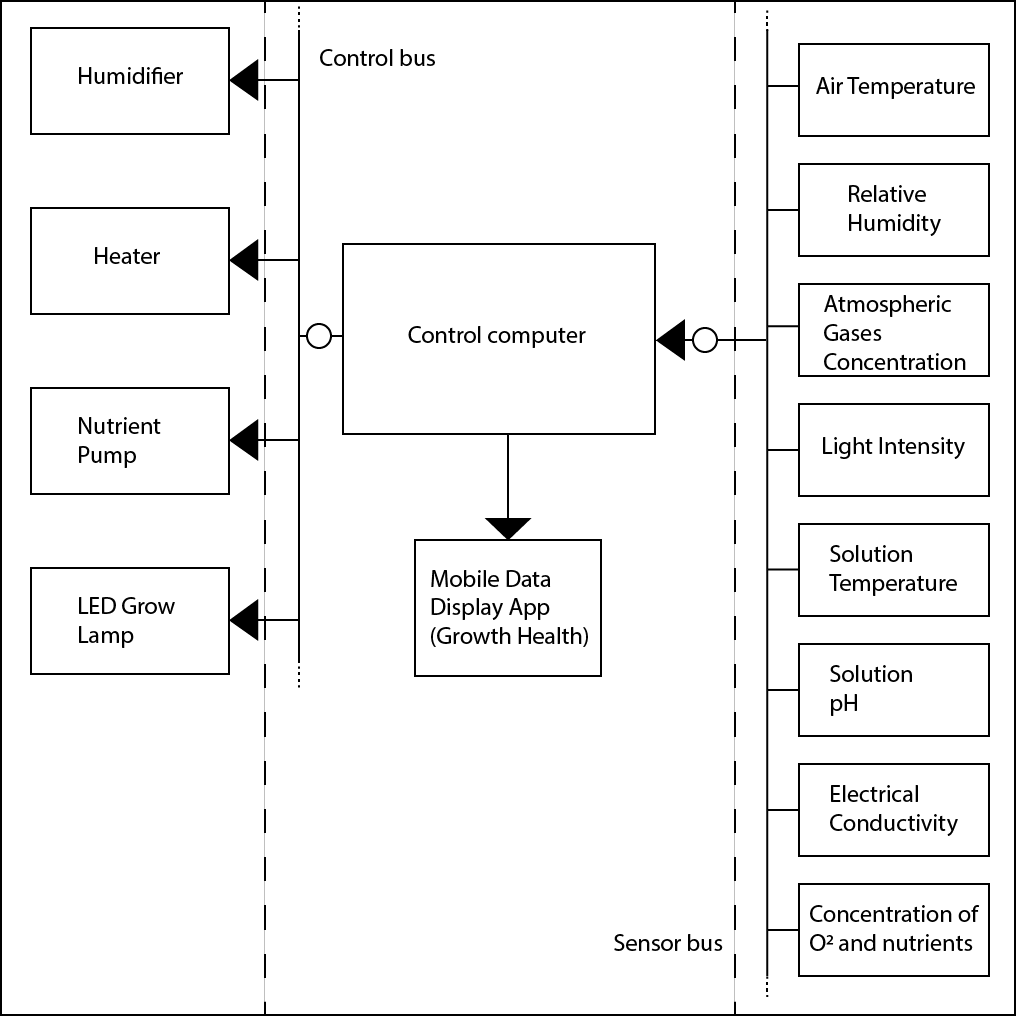 Humidifier
Heater
Nutrient
Pump
LED Grow
Lamp
Control bus
Control computer
Mobile Data
Display App
(Growth Health)
Sensor bus
Air Temperature
Relative
Humidity
Atmospheric
Gases
Concentration
Light Intensity
Solution
Temperature
Solution
pH
Electrical
Conductivity
Concentration of
O² and nutrients